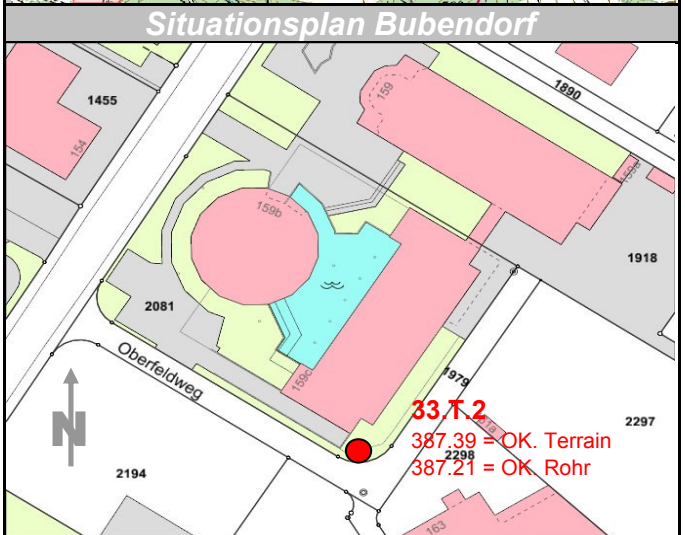 Situationsplan Bubendorf
1455
154
159
1890
159a
159b
1918
2081
Oberfeldweg
159c
1979
33.T.2
387.39 = OK. Terrain
387.21 = OK. Rohr
2297
2298
N
2194
163